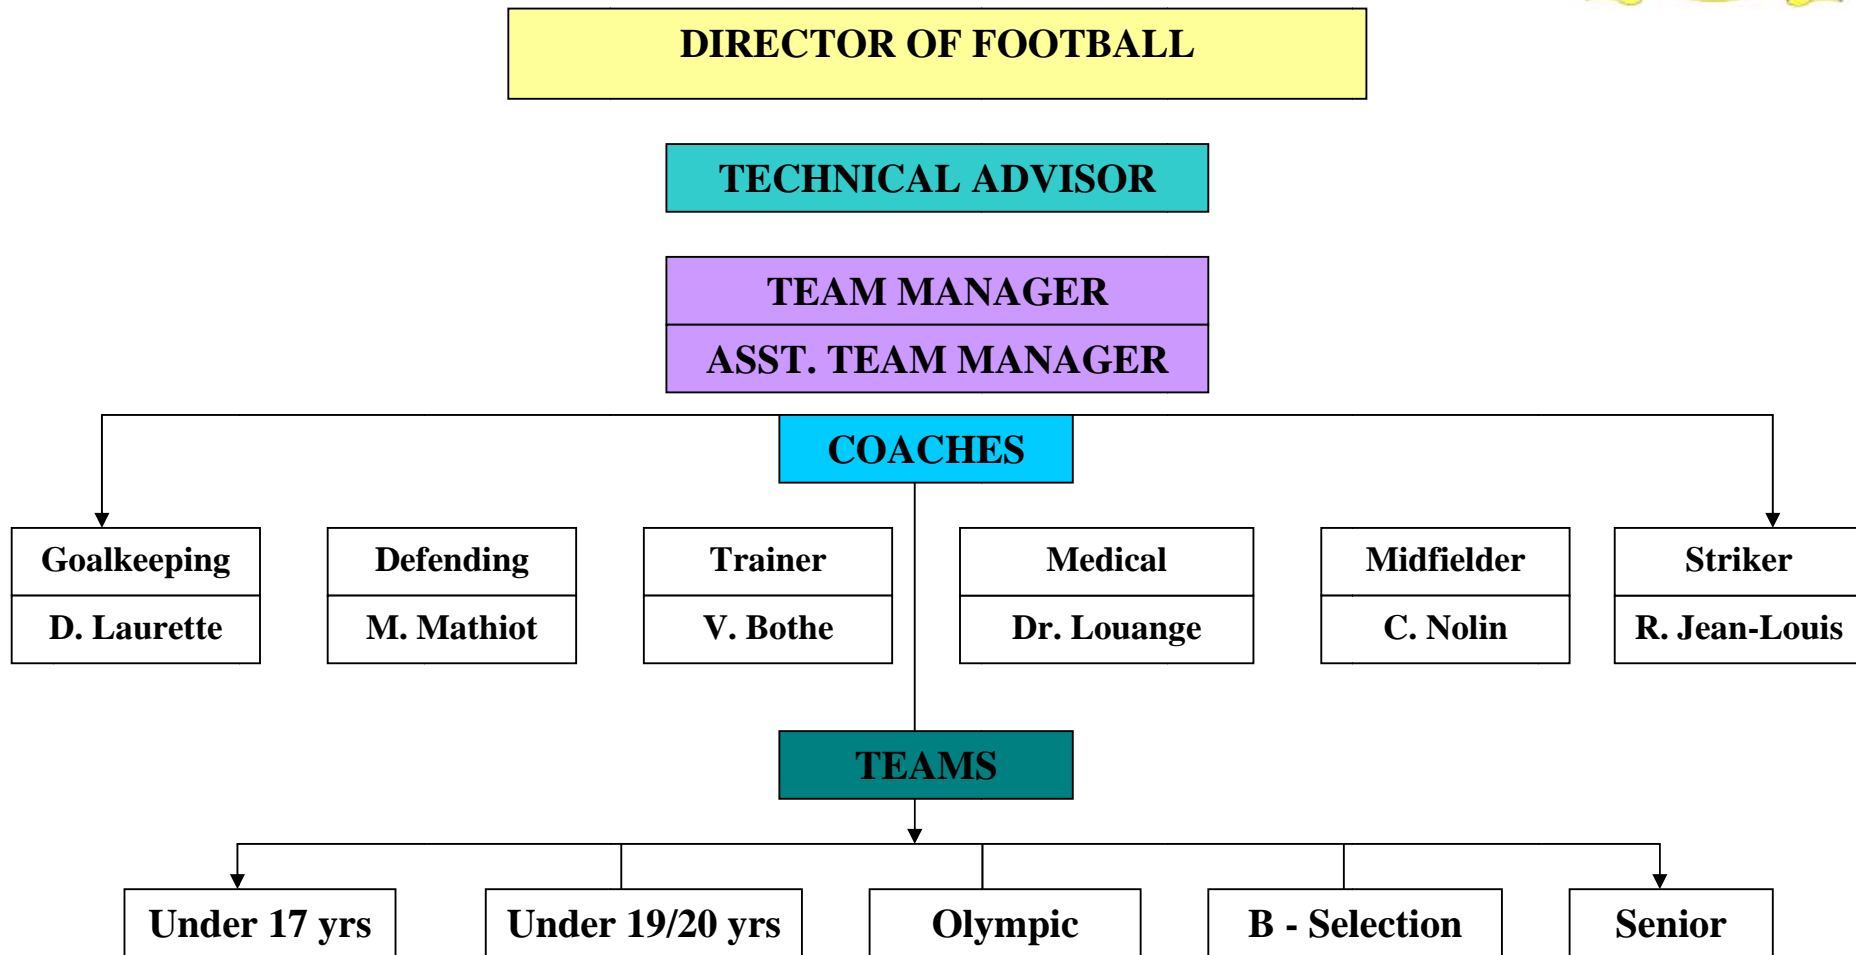 DIRECTOR OF FOOTBALL
TECHNICAL ADVISOR
TEAM MANAGER
ASST. TEAM MANAGER
COACHES
Goalkeeping
D. Laurette
Defending
M. Mathiot
Trainer
V. Bothe
Medical
Dr. Louange
Midfielder
C. Nolin
Striker
R. Jean-Louis
TEAMS
Under 17 yrs
Under 19/20 yrs
Olympic
B - Selection
Senior